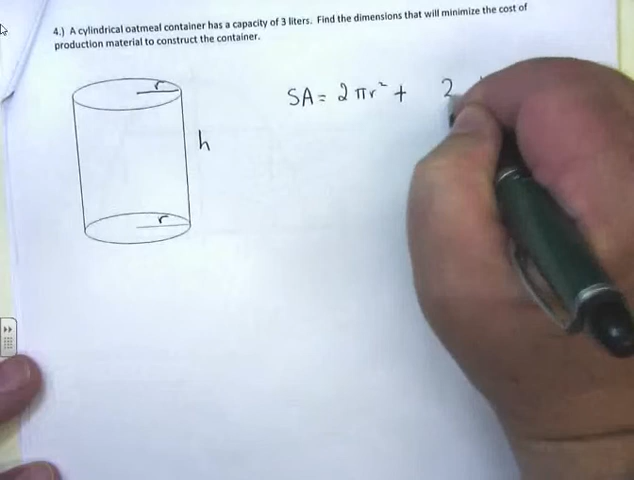 4.) A cylindrical oatmeal container has a capacity of 3 liters. Find the dimensions that will minimize the cost of
production material to construct the container.
r
SA = 2πr² + 2
h
r